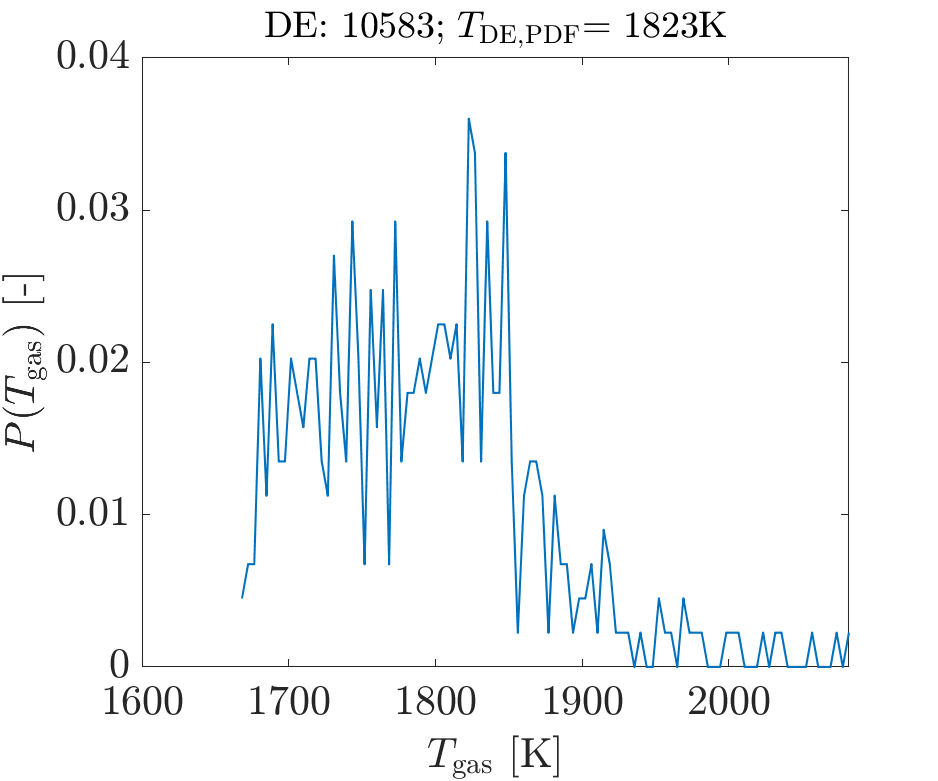 DE: 10583; T_DE,PDF= 1823K
0.04
0.03
0.02
0.01
0
P(T_gas) [-]
1600 1700 1800 1900 2000
T_gas [K]